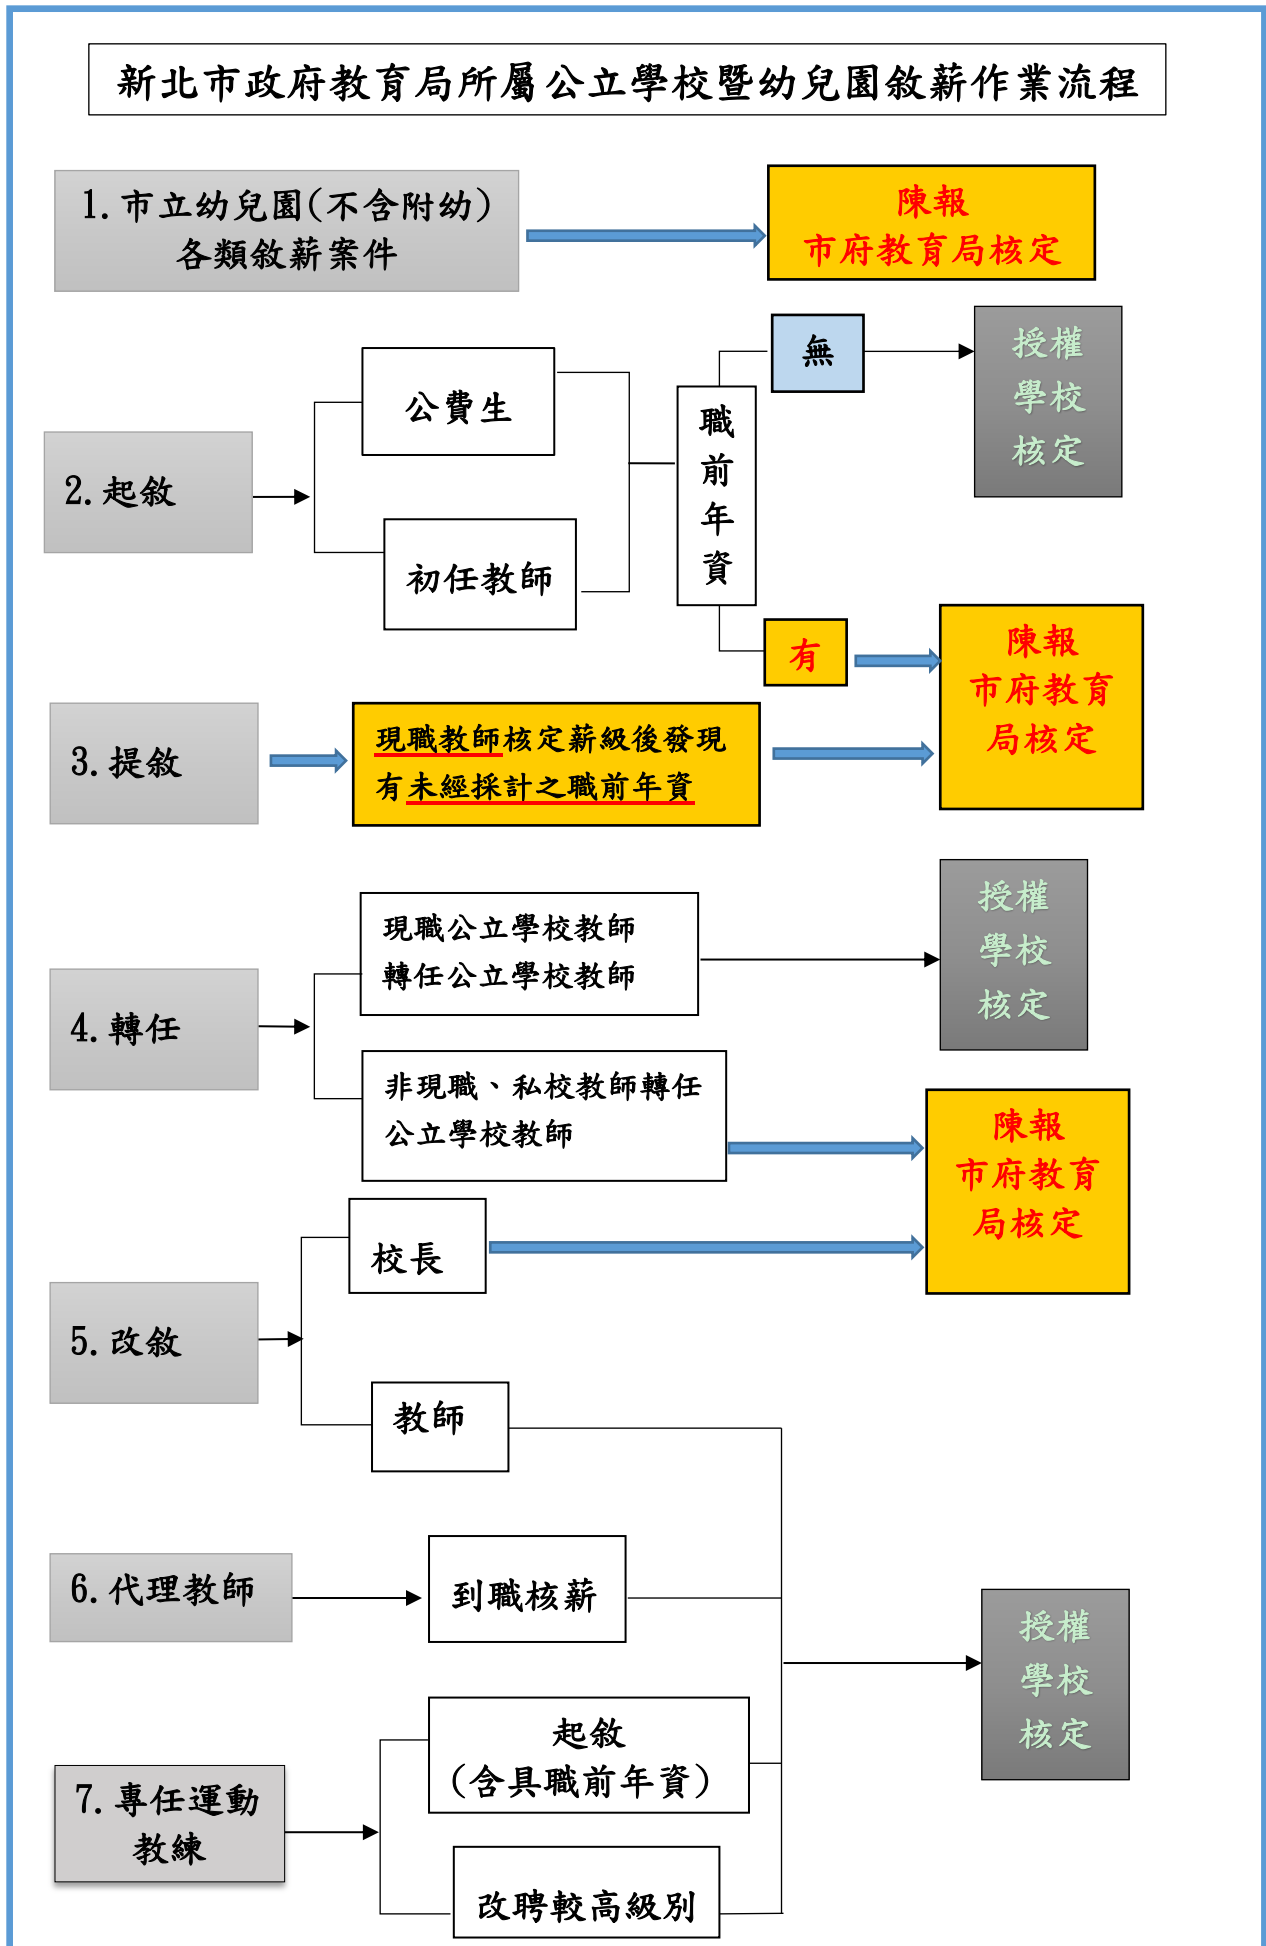 新北市政府教育局所屬公立學校暨幼兒園敘薪作業流程
1.市立幼兒園(不含附幼)
各類敘薪案件
陳報
市府教育局核定
2.起敘
公費生
初任教師
職
前
年
資
無
授權
學校
核定
有
陳報
市府教育
局核定
3.提敘
現職教師核定薪級後發現
有未經採計之職前年資
4.轉任
現職公立學校教師
轉任公立學校教師
授權
學校
核定
非現職、私校教師轉任
公立學校教師
陳報
市府教育
局核定
5.改敘
校長
教師
6.代理教師
到職核薪
授權
學校
核定
7.專任運動
教練
起敘
(含具職前年資)
改聘較高級別